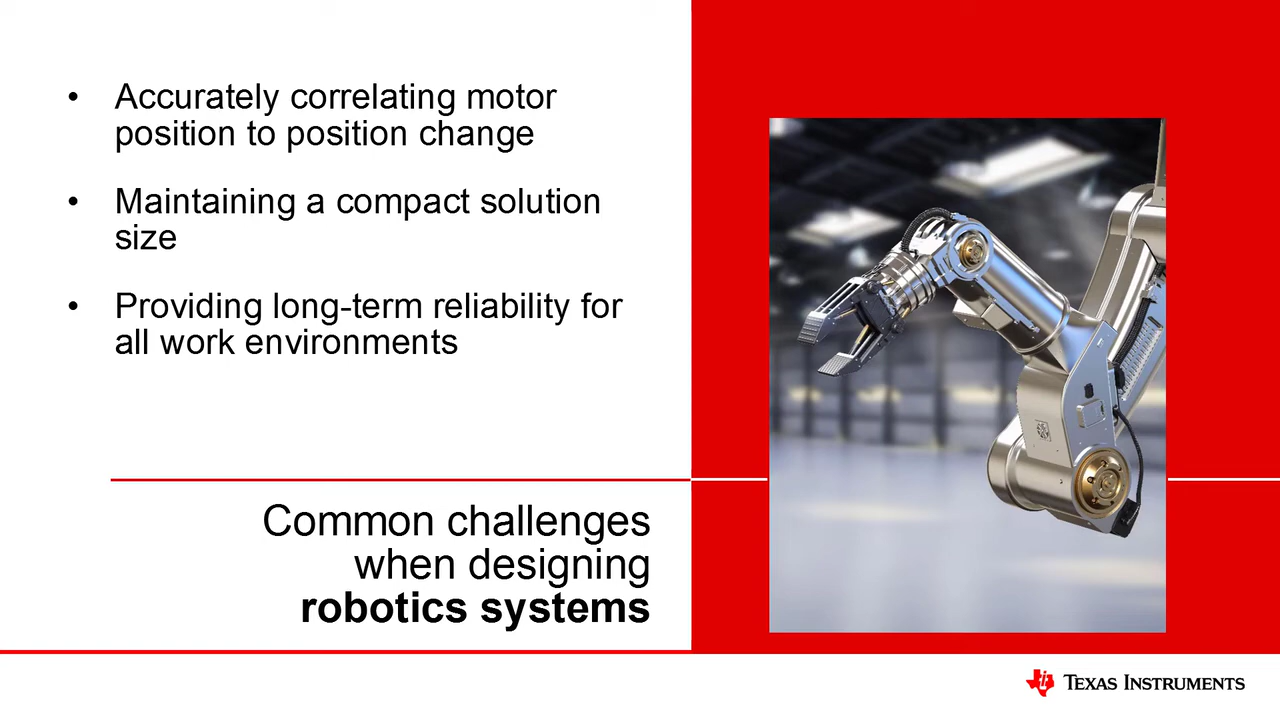 • Accurately correlating motor
position to position change
• Maintaining a compact solution
size
• Providing long-term reliability for
all work environments
Common challenges
when designing
robotics systems
TEXAS INSTRUMENTS